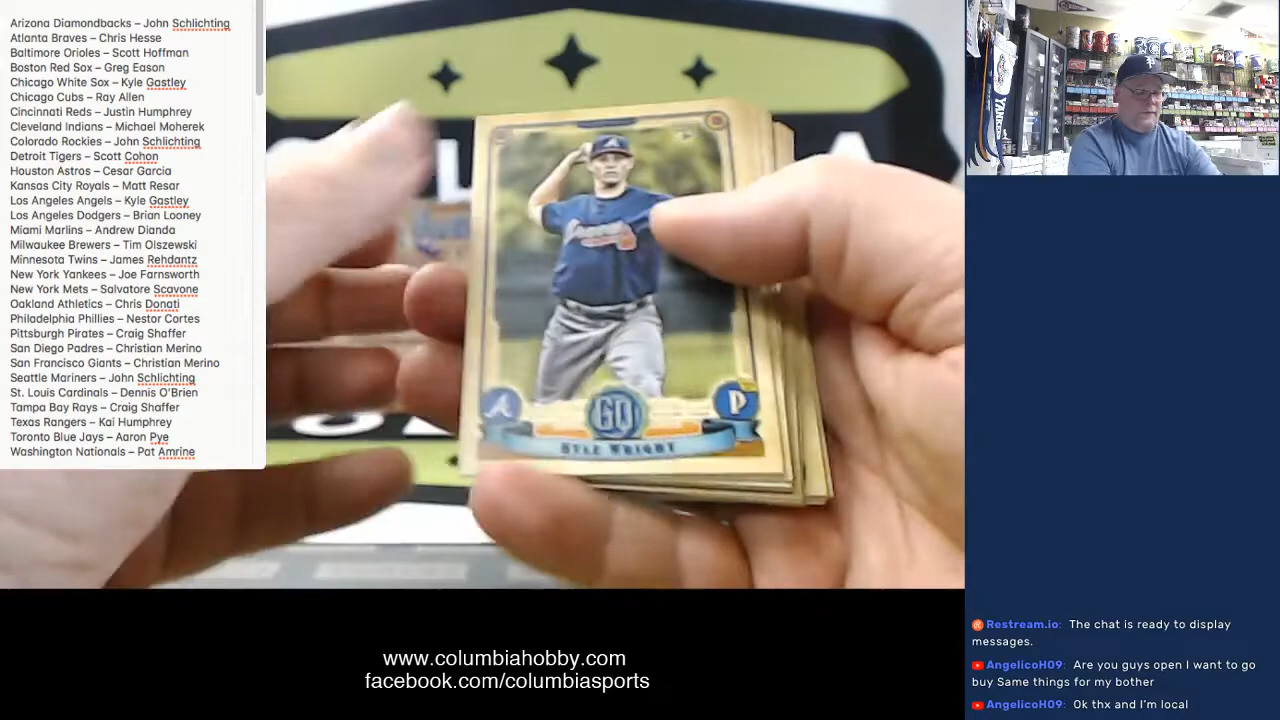 Arizona Diamondbacks – John Schlichting
Atlanta Braves – Chris Hesse
Baltimore Orioles – Scott Hoffman
Boston Red Sox – Greg Eason
Chicago White Sox – Kyle Gastley
Chicago Cubs – Ray Allen
Cincinnati Reds – Justin Humphrey
Cleveland Indians – Michael Moherek
Colorado Rockies – John Schlichting
Detroit Tigers – Scott Cohon
Houston Astros – Cesar Garcia
Kansas City Royals – Matt Resar
Los Angeles Angels – Kyle Gastley
Los Angeles Dodgers – Brian Looney
Miami Marlins – Andrew Dianda
Milwaukee Brewers – Tim Olszewski
Minnesota Twins – James Rehdantz
New York Yankees – Joe Farnsworth
New York Mets – Salvatore Scavone
Oakland Athletics – Chris Donati
Philadelphia Phillies – Nestor Cortes
Pittsburgh Pirates – Craig Shaffer
San Diego Padres – Christian Merino
San Francisco Giants – Christian Merino
Seattle Mariners – John Schlichting
St. Louis Cardinals – Dennis O'Brien
Tampa Bay Rays – Craig Shaffer
Texas Rangers – Kai Humphrey
Toronto Blue Jays – Aaron Pye
Washington Nationals – Pat Amrine
Braves
A
GQ
P
KYLE WRIGHT
www.columbiahobby.com
facebook.com/columbiasports
Restream.io: The chat is ready to display
messages.
AngelicoH09: Are you guys open I want to go
buy Same things for my bother
AngelicoH09: Ok thx and I'm local